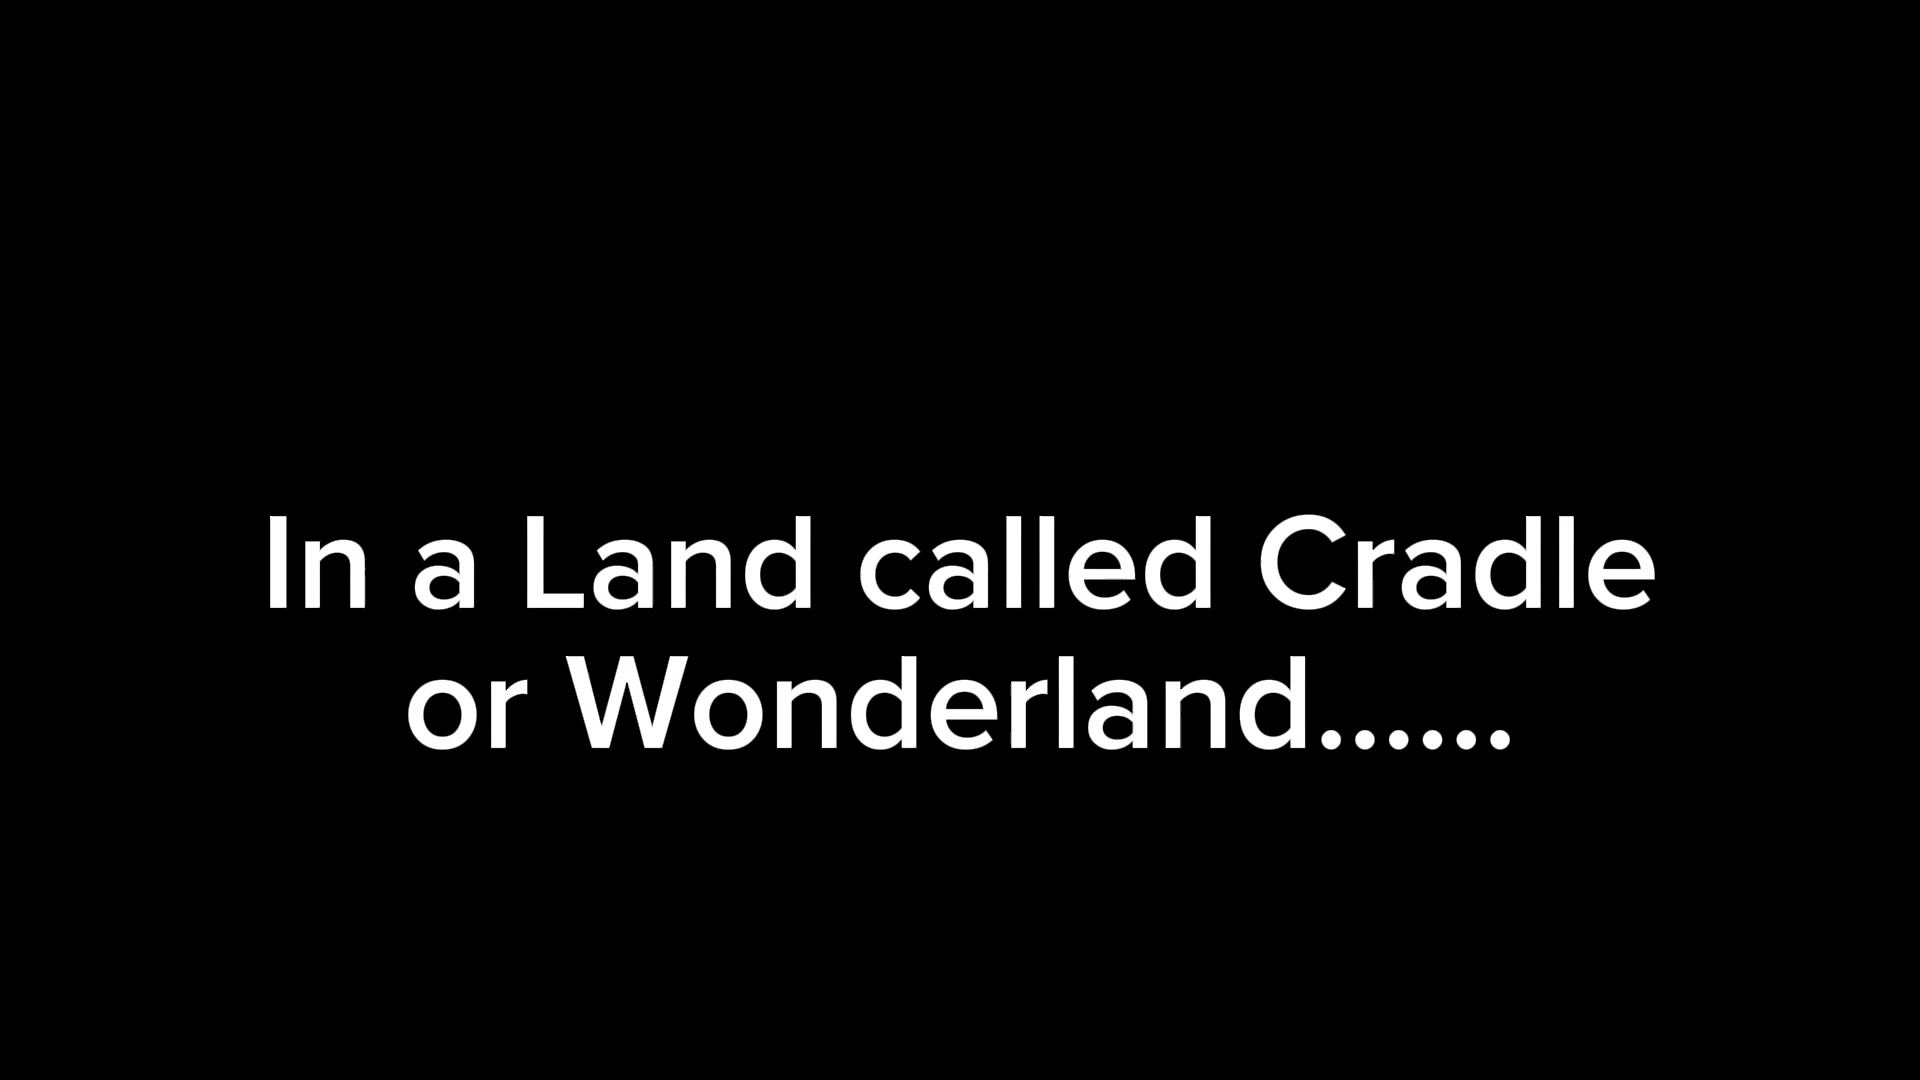 In a Land called Cradle
or Wonderland......